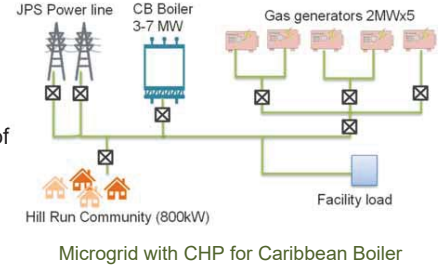 JPS Power line
CB Boiler
3-7 MW
Gas generators 2MWx5
of
Facility load
Hill Run Community (800kW)
Microgrid with CHP for Caribbean Boiler